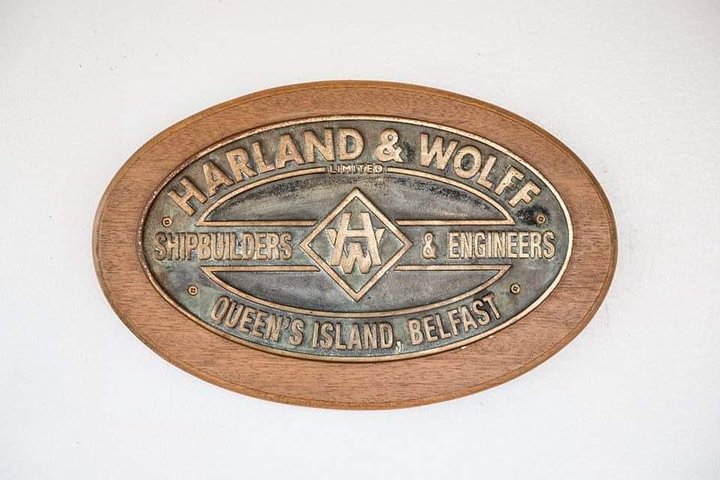 HARLAND & WOLFF
LIMITED
SHIPBUILDERS & ENGINEERS
HW
QUEEN'S ISLAND, BELFAST